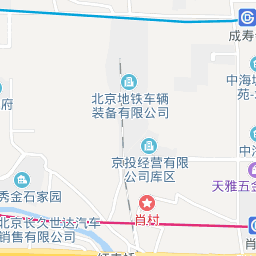 成寿
北京地铁车辆
装备有限公司
中海城
苑-
府
京投经营有限
公司库区
中海
天雅五金
秀金石家园
肖村
北京长久世达汽车
销售有限公司
肖